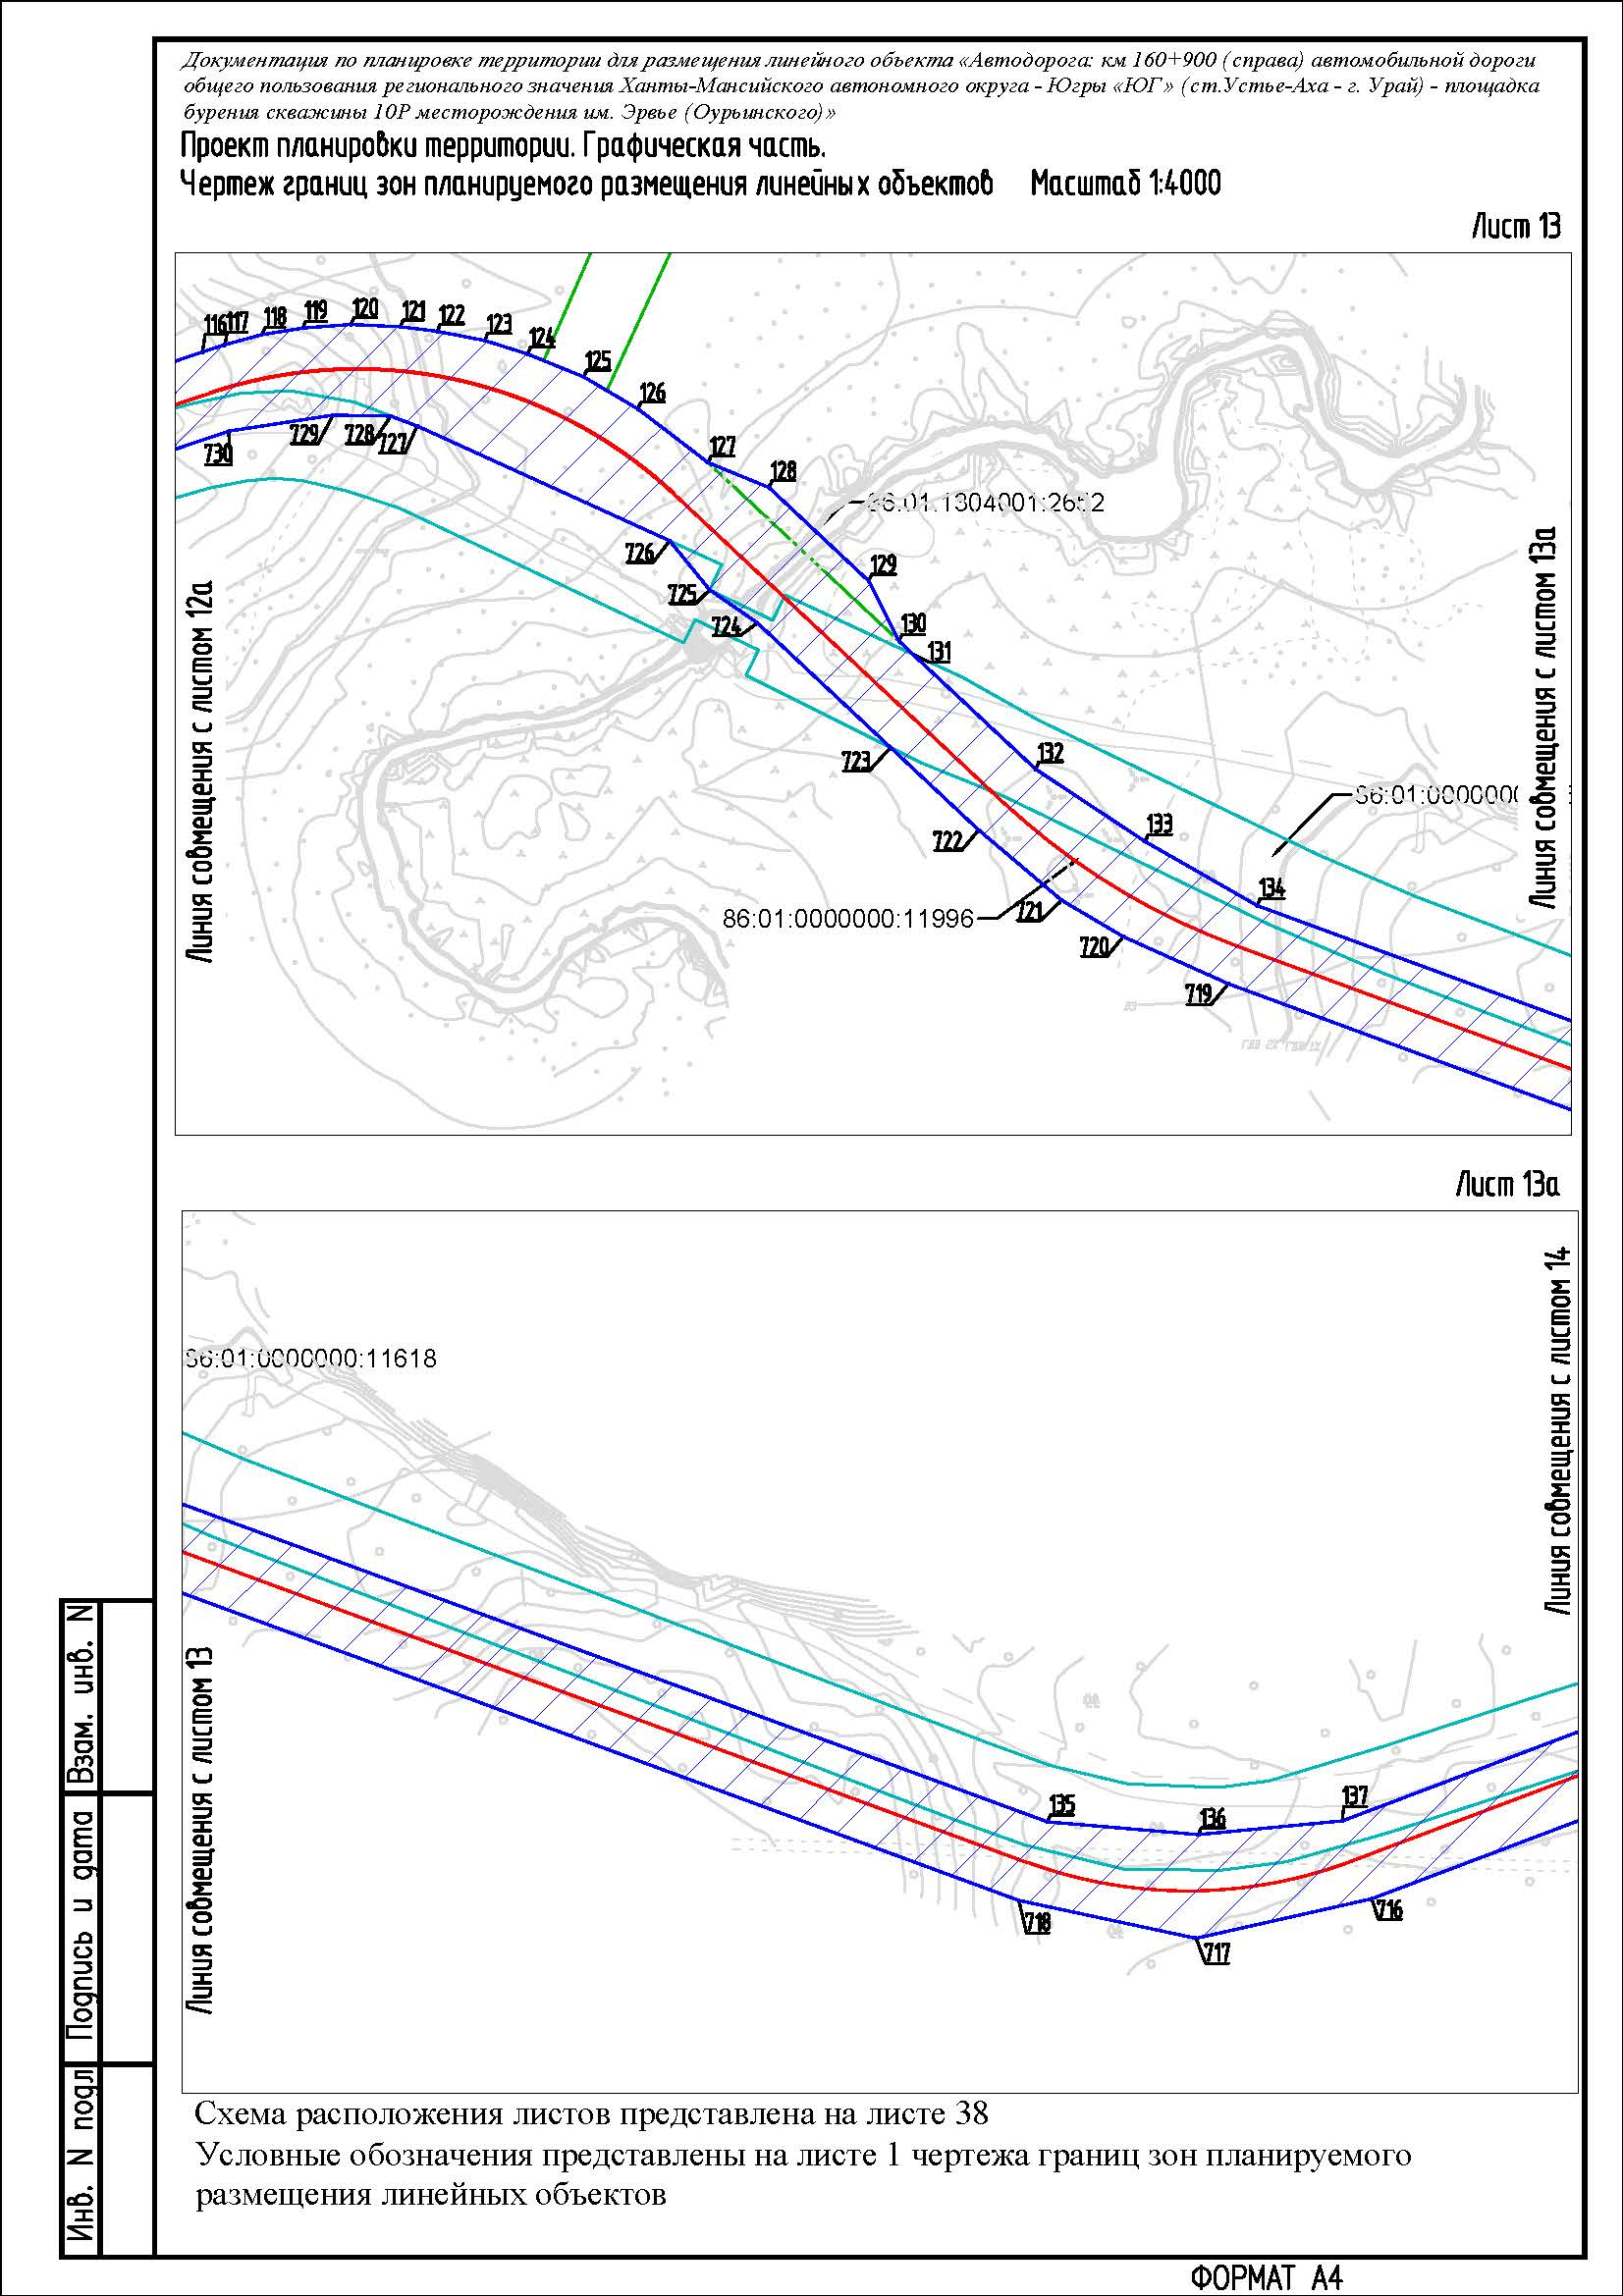 Документация по планировке территории для размещения линейного объекта «Автодорога: км 160+900 (справа) автомобильной дороги
общего пользования регионального значения Ханты-Мансийского автономного округа - Югры «ЮГ» (ст.Устье-Аха - г. Урай) - площадка
бурения скважины 10Р месторождения им. Эрвье (Оурьинского)»
Проект планировки территории. Графическая часть.
Чертеж границ зон планируемого размещения линейных объектов Масштаб 1:4000
Лист 13
116
117
118
119
120
121
122
123
124
125
126
127
128
129
130
131
132
133
134
730
729
728
727
726
725
724
723
722
721
720
719
86:01:1304001:2652
86:01:0000000
86:01:0000000:11996
Линия совмещения с листом 12а
Линия совмещения с листом 13а
Лист 13а
86:01:0000000:11618
Линия совмещения с листом 13
Линия совмещения с листом 14
135
136
137
718
717
716
Схема расположения листов представлена на листе 38
Условные обозначения представлены на листе 1 чертежа границ зон планируемого
размещения линейных объектов
Взам. инв. N
Подпись и дата
Инв. N подл
ФОРМАТ А4